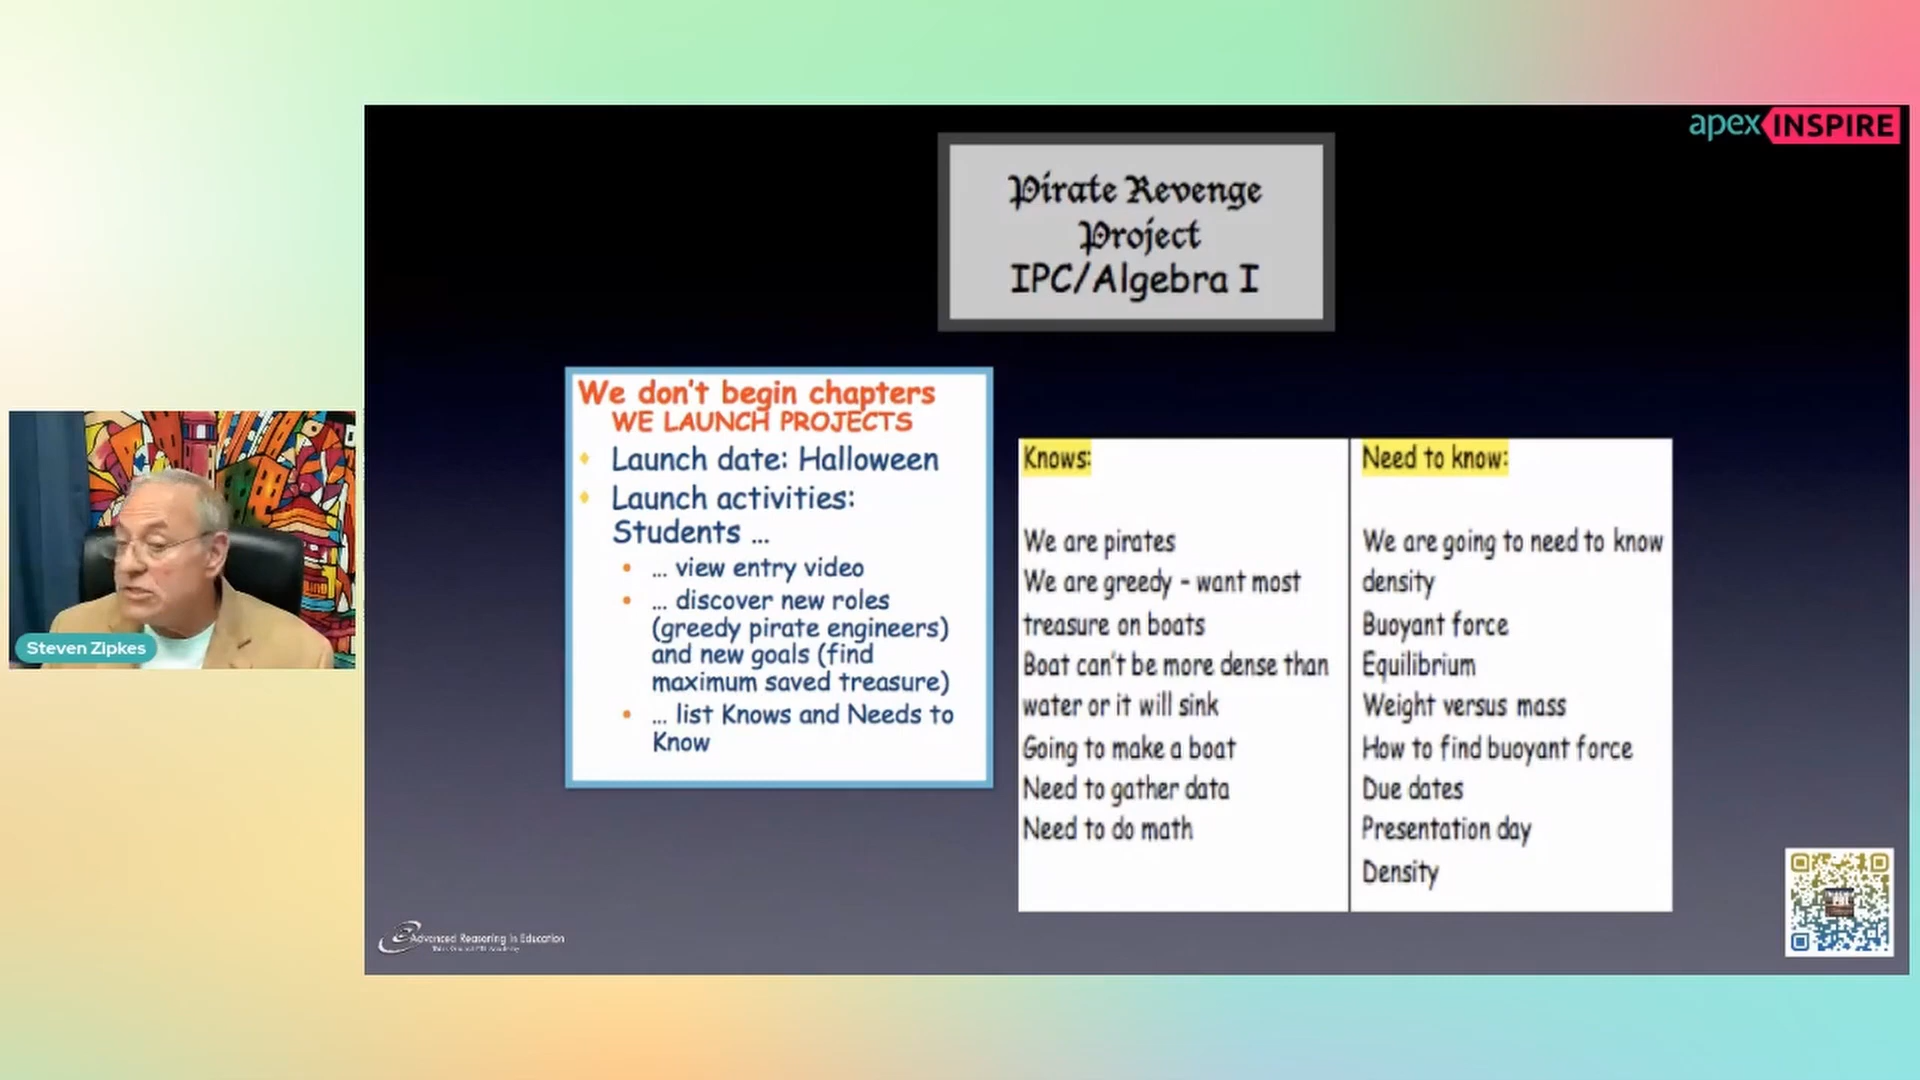 apex INSPIRE
Pirate Revenge
Project
IPC/Algebra I
We don't begin chapters
WE LAUNCH PROJECTS
Launch date: Halloween
Launch activities:
Students ...
... view entry video
... discover new roles
(greedy pirate engineers)
and new goals (find
maximum saved treasure)
... list Knows and Needs to
Know
Knows:
We are pirates
We are greedy - want most
treasure on boats
Boat can't be more dense than
water or it will sink
Going to make a boat
Need to gather data
Need to do math
Need to know:
We are going to need to know
density
Buoyant force
Equilibrium
Weight versus mass
How to find buoyant force
Due dates
Presentation day
Density
Steven Zipkes
Advanced Reasoning in Education